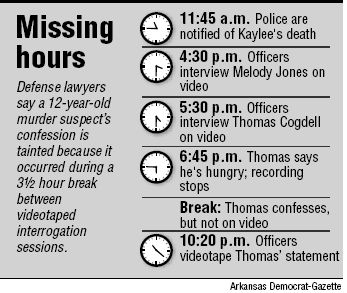 Missing
hours
Defense lawyers
say a 12-year-old
murder suspect's
confession is
tainted because it
occurred during a
3½ hour break
between
videotaped
interrogation
sessions.
11:45 a.m. Police are
notified of Kaylee's death
4:30 p.m. Officers
interview Melody Jones on
video
5:30 p.m. Officers
interview Thomas Cogdell
on video
6:45 p.m. Thomas says
he's hungry; recording
stops
Break: Thomas confesses,
but not on video
10:20 p.m. Officers
videotape Thomas' statement
Arkansas Democrat-Gazette